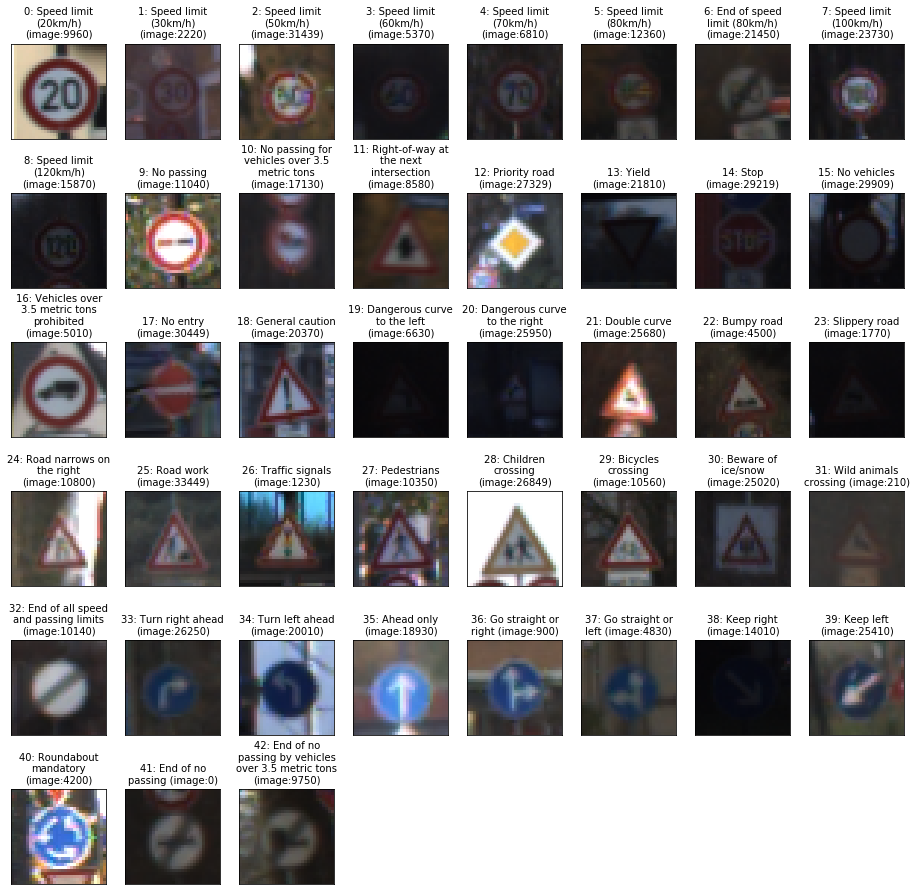 0: Speed limit
(20km/h)
(image:9960)
1: Speed limit
(30km/h)
(image:2220)
2: Speed limit
(50km/h)
(image:31439)
3: Speed limit
(60km/h)
(image:5370)
4: Speed limit
(70km/h)
(image:6810)
5: Speed limit
(80km/h)
(image:12360)
6: End of speed
limit (80km/h)
(image:21450)
7: Speed limit
(100km/h)
(image:23730)
20
30
50
60
70
80
100
8: Speed limit
(120km/h)
(image:15870)
9: No passing
(image:11040)
10: No passing for
vehicles over 3.5
metric tons
(image:17130)
11: Right-of-way at
the next
intersection
(image:8580)
12: Priority road
(image:27329)
13: Yield
(image:21810)
14: Stop
(image:29219)
15: No vehicles
(image:29909)
120
STOP
16: Vehicles over
3.5 metric tons
prohibited
(image:5010)
17: No entry
(image:30449)
18: General caution
(image:20370)
19: Dangerous curve
to the left
(image:6630)
20: Dangerous curve
to the right
(image:25950)
21: Double curve
(image:25680)
22: Bumpy road
(image:4500)
23: Slippery road
(image:1770)
24: Road narrows on
the right
(image:10800)
25: Road work
(image:33449)
26: Traffic signals
(image:1230)
27: Pedestrians
(image:10350)
28: Children
crossing
(image:26849)
29: Bicycles
crossing
(image:10560)
30: Beware of
ice/snow
(image:25020)
31: Wild animals
crossing (image:210)
32: End of all speed
and passing limits
(image:10140)
33: Turn right ahead
(image:26250)
34: Turn left ahead
(image:20010)
35: Ahead only
(image:18930)
36: Go straight or
right (image:900)
37: Go straight or
left (image:4830)
38: Keep right
(image:14010)
39: Keep left
(image:25410)
40: Roundabout
mandatory
(image:4200)
41: End of no
passing (image:0)
42: End of no
passing by vehicles
over 3.5 metric tons
(image:9750)